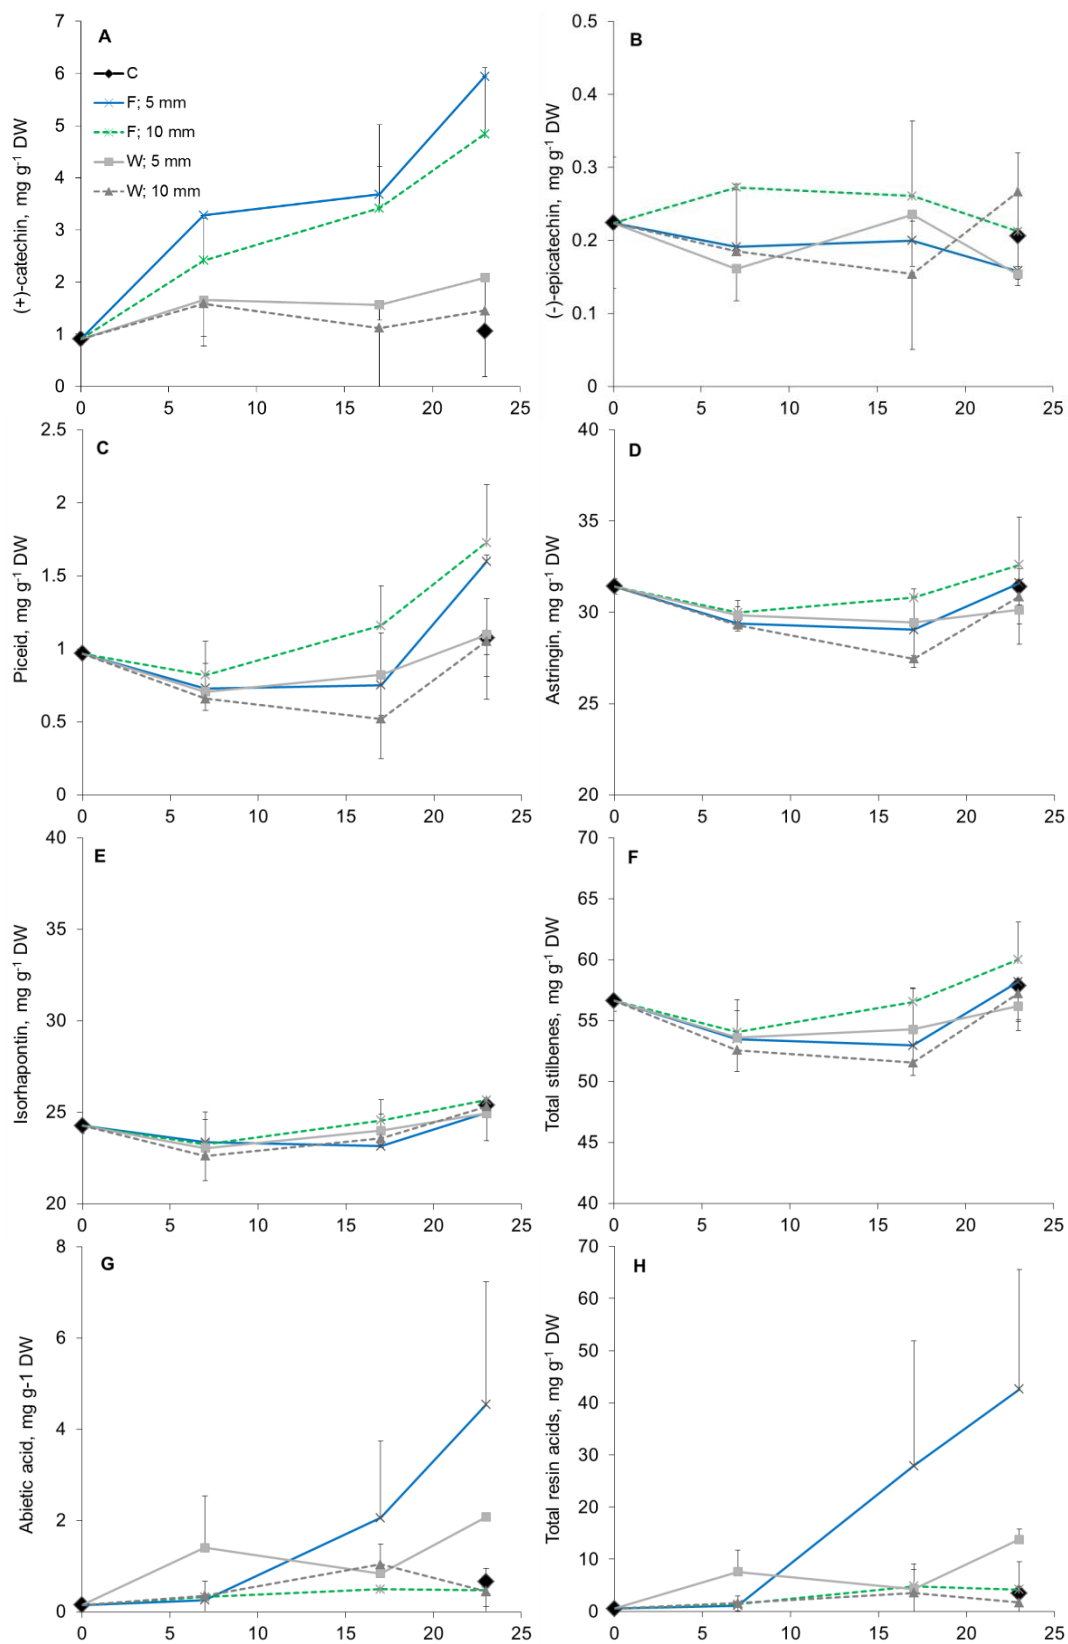 A
(+)-catechin, mg g-1 DW
7
6
5
4
3
2
1
0
0 5 10 15 20 25
C
F; 5 mm
F; 10 mm
W; 5 mm
W; 10 mm
B
(-)-epicatechin, mg g-1 DW
0.5
0.4
0.3
0.2
0.1
0
0 5 10 15 20 25
C
Piceid, mg g-1 DW
2.5
2
1.5
1
0.5
0
0 5 10 15 20 25
D
Astringin, mg g-1 DW
40
35
30
25
20
0 5 10 15 20 25
E
Isorhapontin, mg g-1 DW
40
35
30
25
20
0 5 10 15 20 25
F
Total stilbenes, mg g-1 DW
70
65
60
55
50
45
40
0 5 10 15 20 25
G
Abietic acid, mg g-1 DW
8
6
4
2
0
0 5 10 15 20 25
H
Total resin acids, mg g-1 DW
70
60
50
40
30
20
10
0
0 5 10 15 20 25